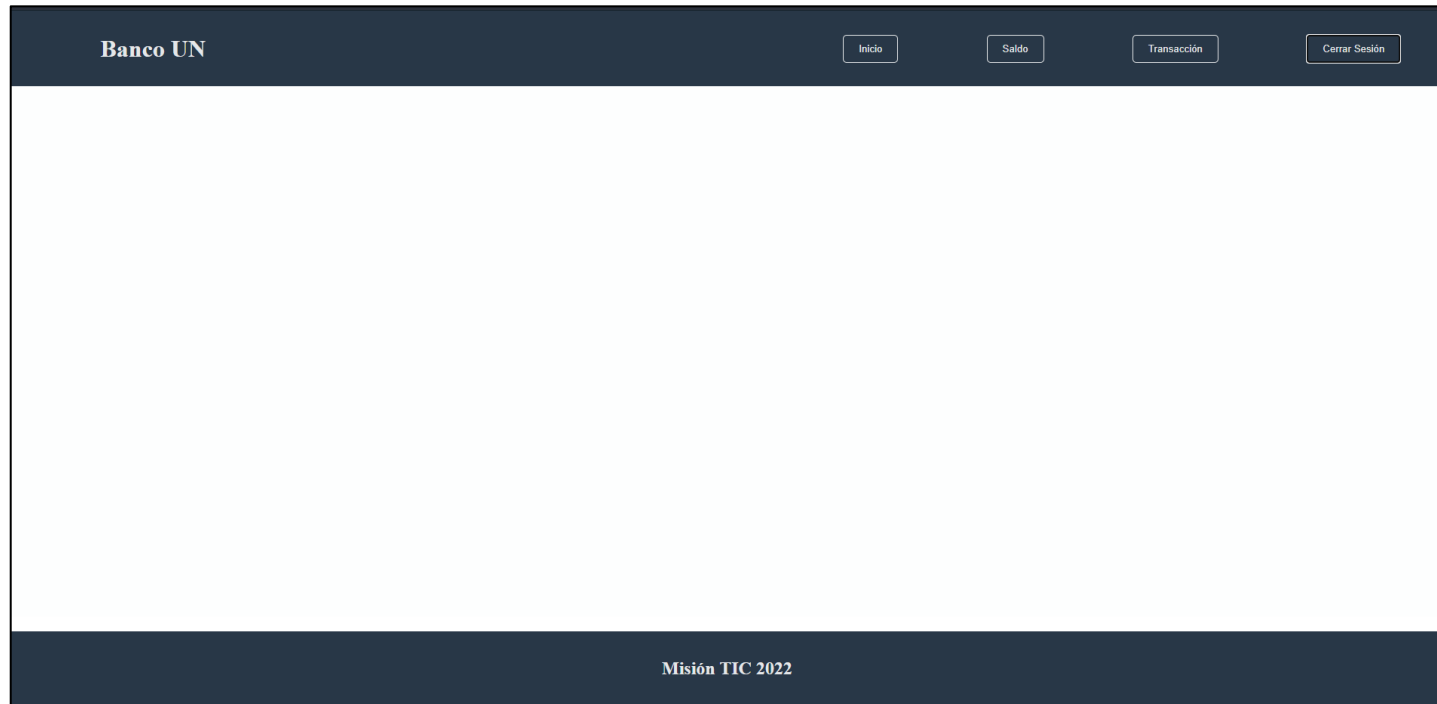 Banco UN
Inicio
Saldo
Transacción
Cerrar Sesión
Misión TIC 2022